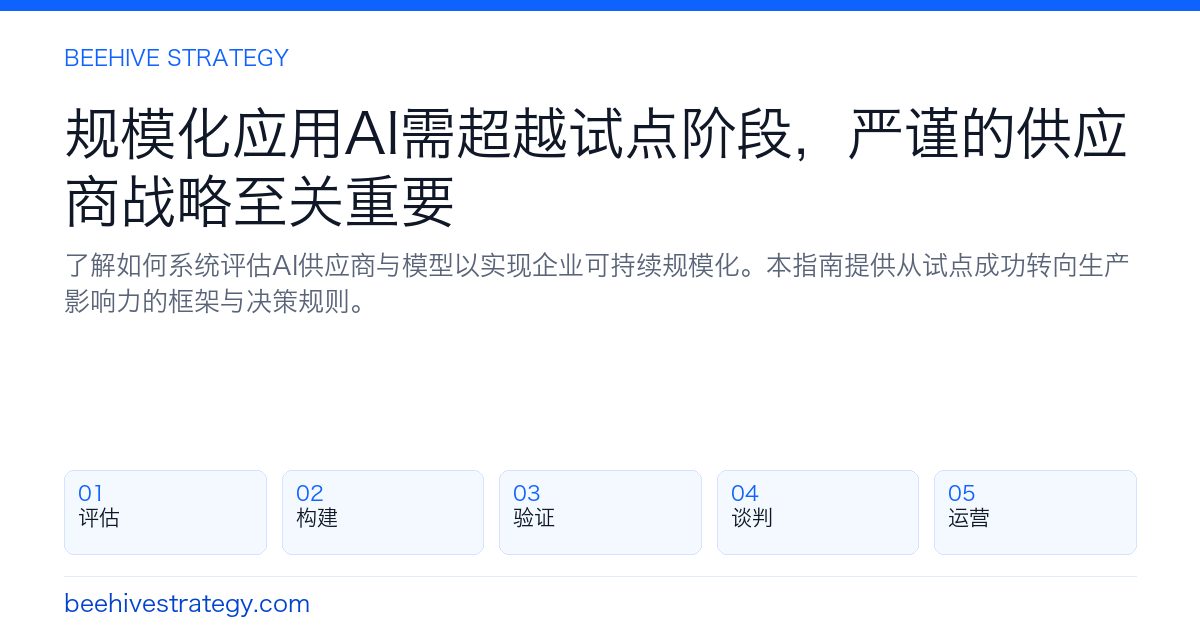 BEEHIVE STRATEGY
规模化应用AI需超越试点阶段，严谨的供应
商战略至关重要
了解如何系统评估AI供应商与模型以实现企业可持续规模化。本指南提供从试点成功转向生产
影响力的框架与决策规则。
01
评估
02
构建
03
验证
04
谈判
05
运营
beehivestrategy.com